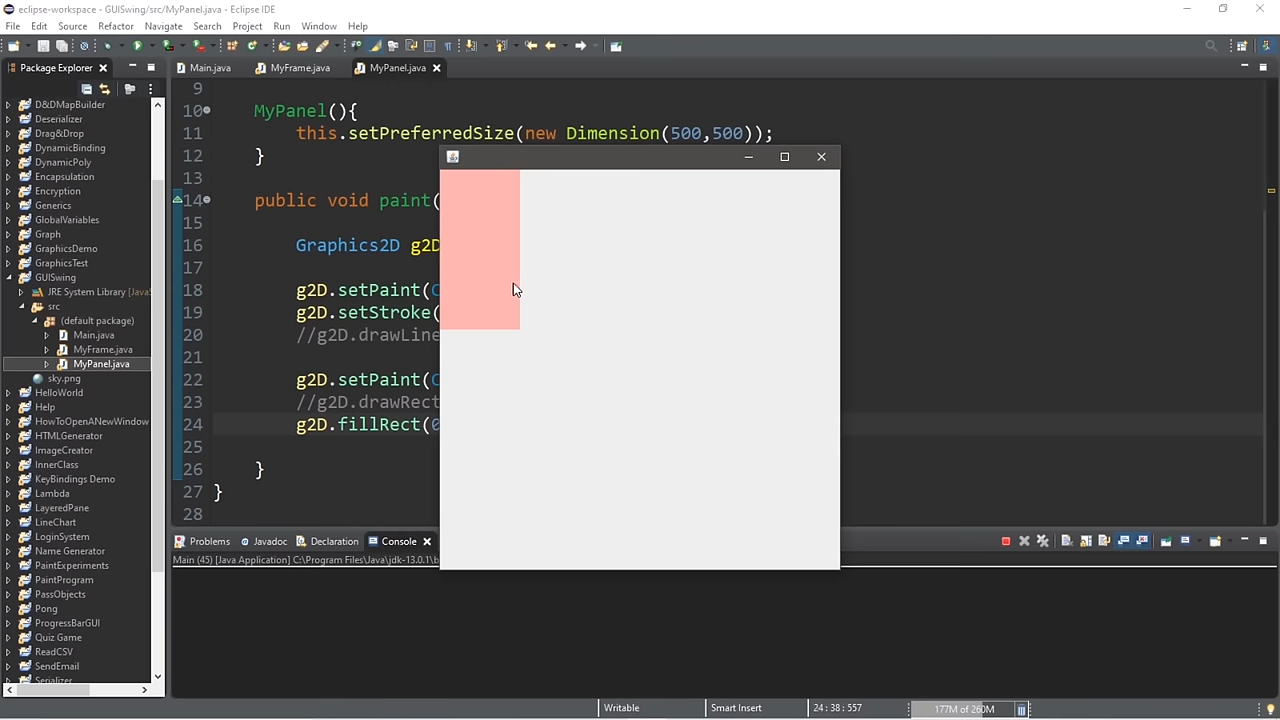 eclipse-workspace - GUISwing/src/MyPanel.java - Eclipse IDE
File Edit Source Refactor Navigate Search Project Run Window Help
Package Explorer
Main.java MyFrame.java MyPanel.java
D&DMapBuilder
Deserializer
Drag&Drop
DynamicBinding
DynamicPoly
Encapsulation
Encryption
Generics
GlobalVariables
Graph
GraphicsDemo
GraphicsTest
GUISwing
JRE System Library [JavaS
src
(default package)
Main.java
MyFrame.java
MyPanel.java
sky.png
HelloWorld
Help
HowToOpenANewWindow
HTMLGenerator
ImageCreator
InnerClass
KeyBindings Demo
Lambda
LayeredPane
LineChart
LoginSystem
Name Generator
PaintExperiments
PaintProgram
PassObjects
Pong
ProgressBarGUI
Quiz Game
ReadCSV
SendEmail
Serializer
9
10 MyPanel(){
11 this.setPreferredSize(new Dimension(500,500));
12 }
13
14 public void paint(
15
16 Graphics2D g2D
17
18 g2D.setPaint(C
19 g2D.setStroke(
20 //g2D.drawLine
21
22 g2D.setPaint(C
23 //g2D.drawRect
24 g2D.fillRect(0
25
26 }
27 }
28
Problems Javadoc Declaration Console
Main (45) [Java Application] C:\Program Files\Java\jdk-13.0.1\b
Writable Smart Insert 24 : 38 : 557 177M of 260M